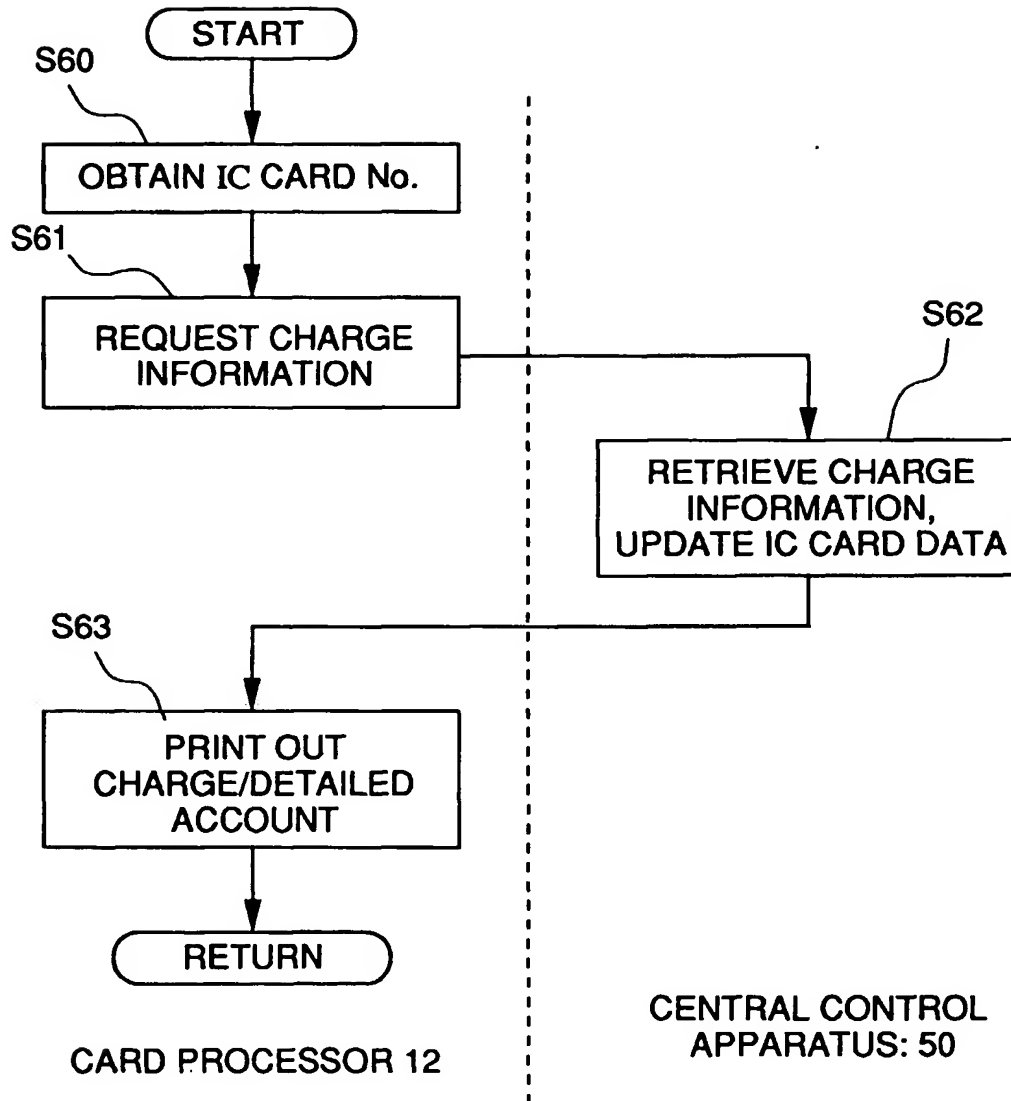 START
S60
OBTAIN IC CARD No.
S61
REQUEST CHARGE
INFORMATION
S62
RETRIEVE CHARGE
INFORMATION,
UPDATE IC CARD DATA
S63
PRINT OUT
CHARGE/DETAILED
ACCOUNT
RETURN
CARD PROCESSOR 12
CENTRAL CONTROL
APPARATUS: 50